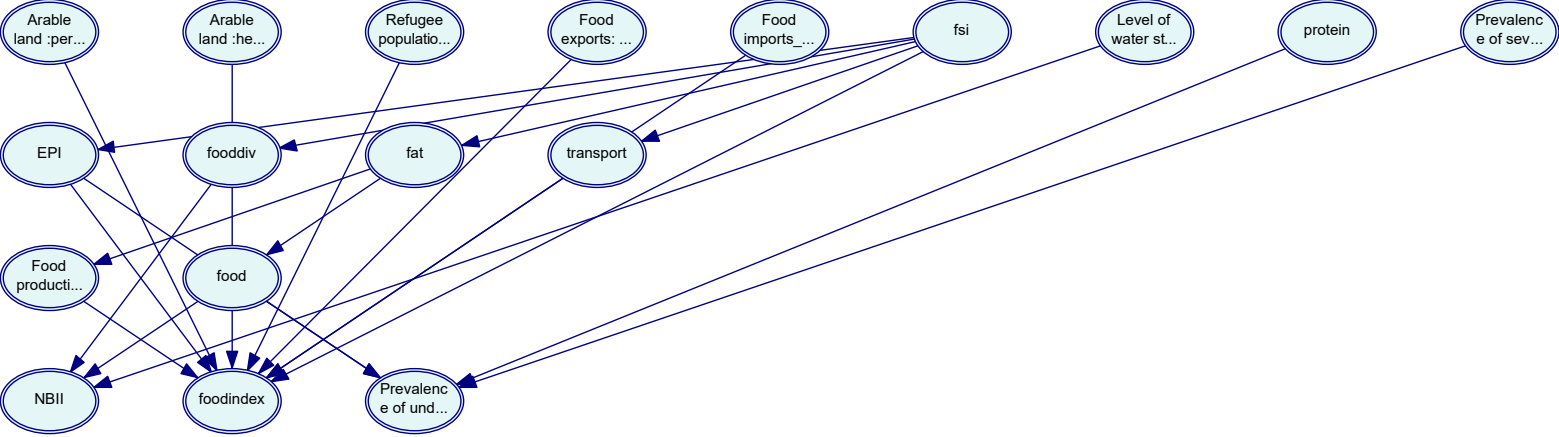 Arable
land :per...
Arable
land :he...
Refugee
populatio...
Food
exports: ...
Food
imports_...
fsi
Level of
water st...
protein
Prevalenc
e of sev...
EPI
fooddiv
fat
transport
Food
producti...
food
NBII
foodindex
Prevalenc
e of und...